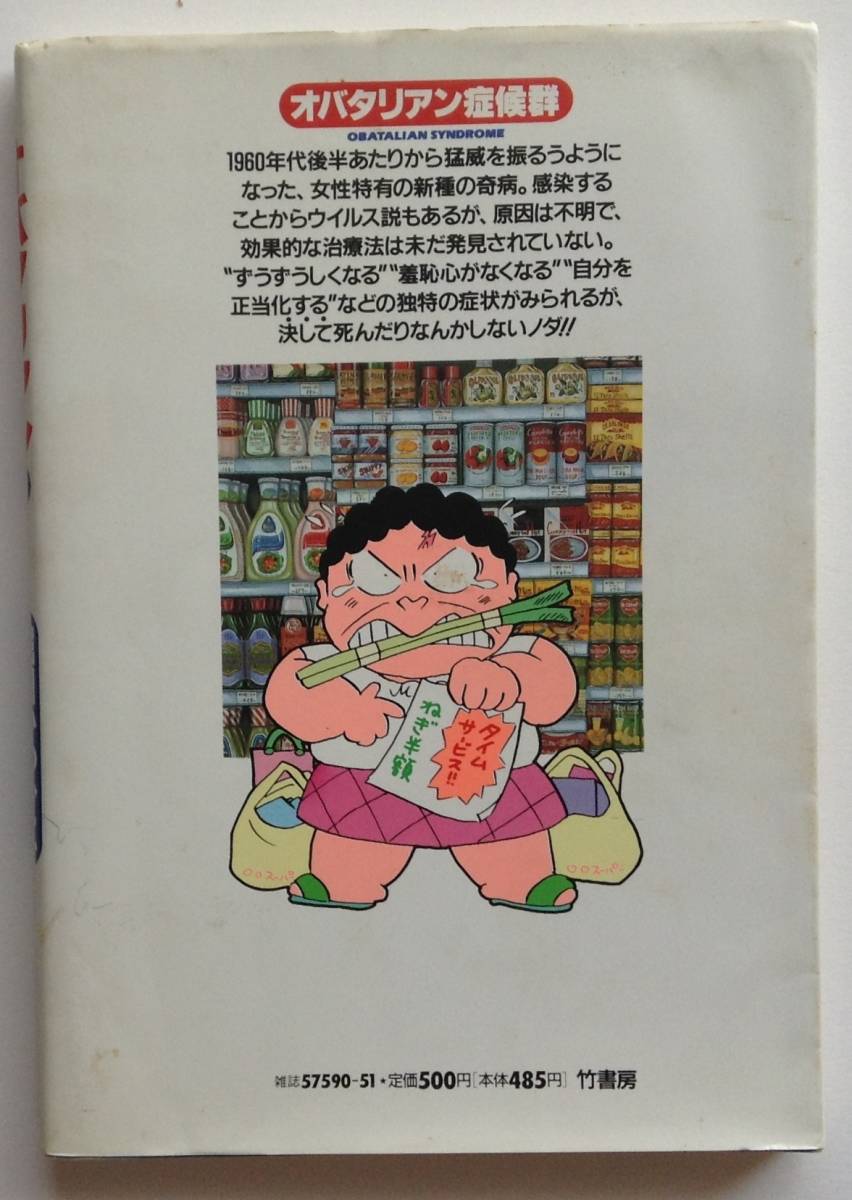 オバタリアン症候群
OBATALIAN SYNDROME
1960年代後半あたりから猛威を振るうように
なった、女性特有の新種の奇病。感染する
ことからウイルス説もあるが、原因は不明で、
効果的な治療法は未だ発見されていない。
“ずうずうしくなる”“羞恥心がなくなる”“自分を
正当化する”などの独特の症状がみられるが、
決して死んだりなんかしないノダ!!
タイム
サービス!!
ねぎ半額
○○スーパー
○○スーパー
雑誌57590-51★定価500円[本体485円] 竹書房